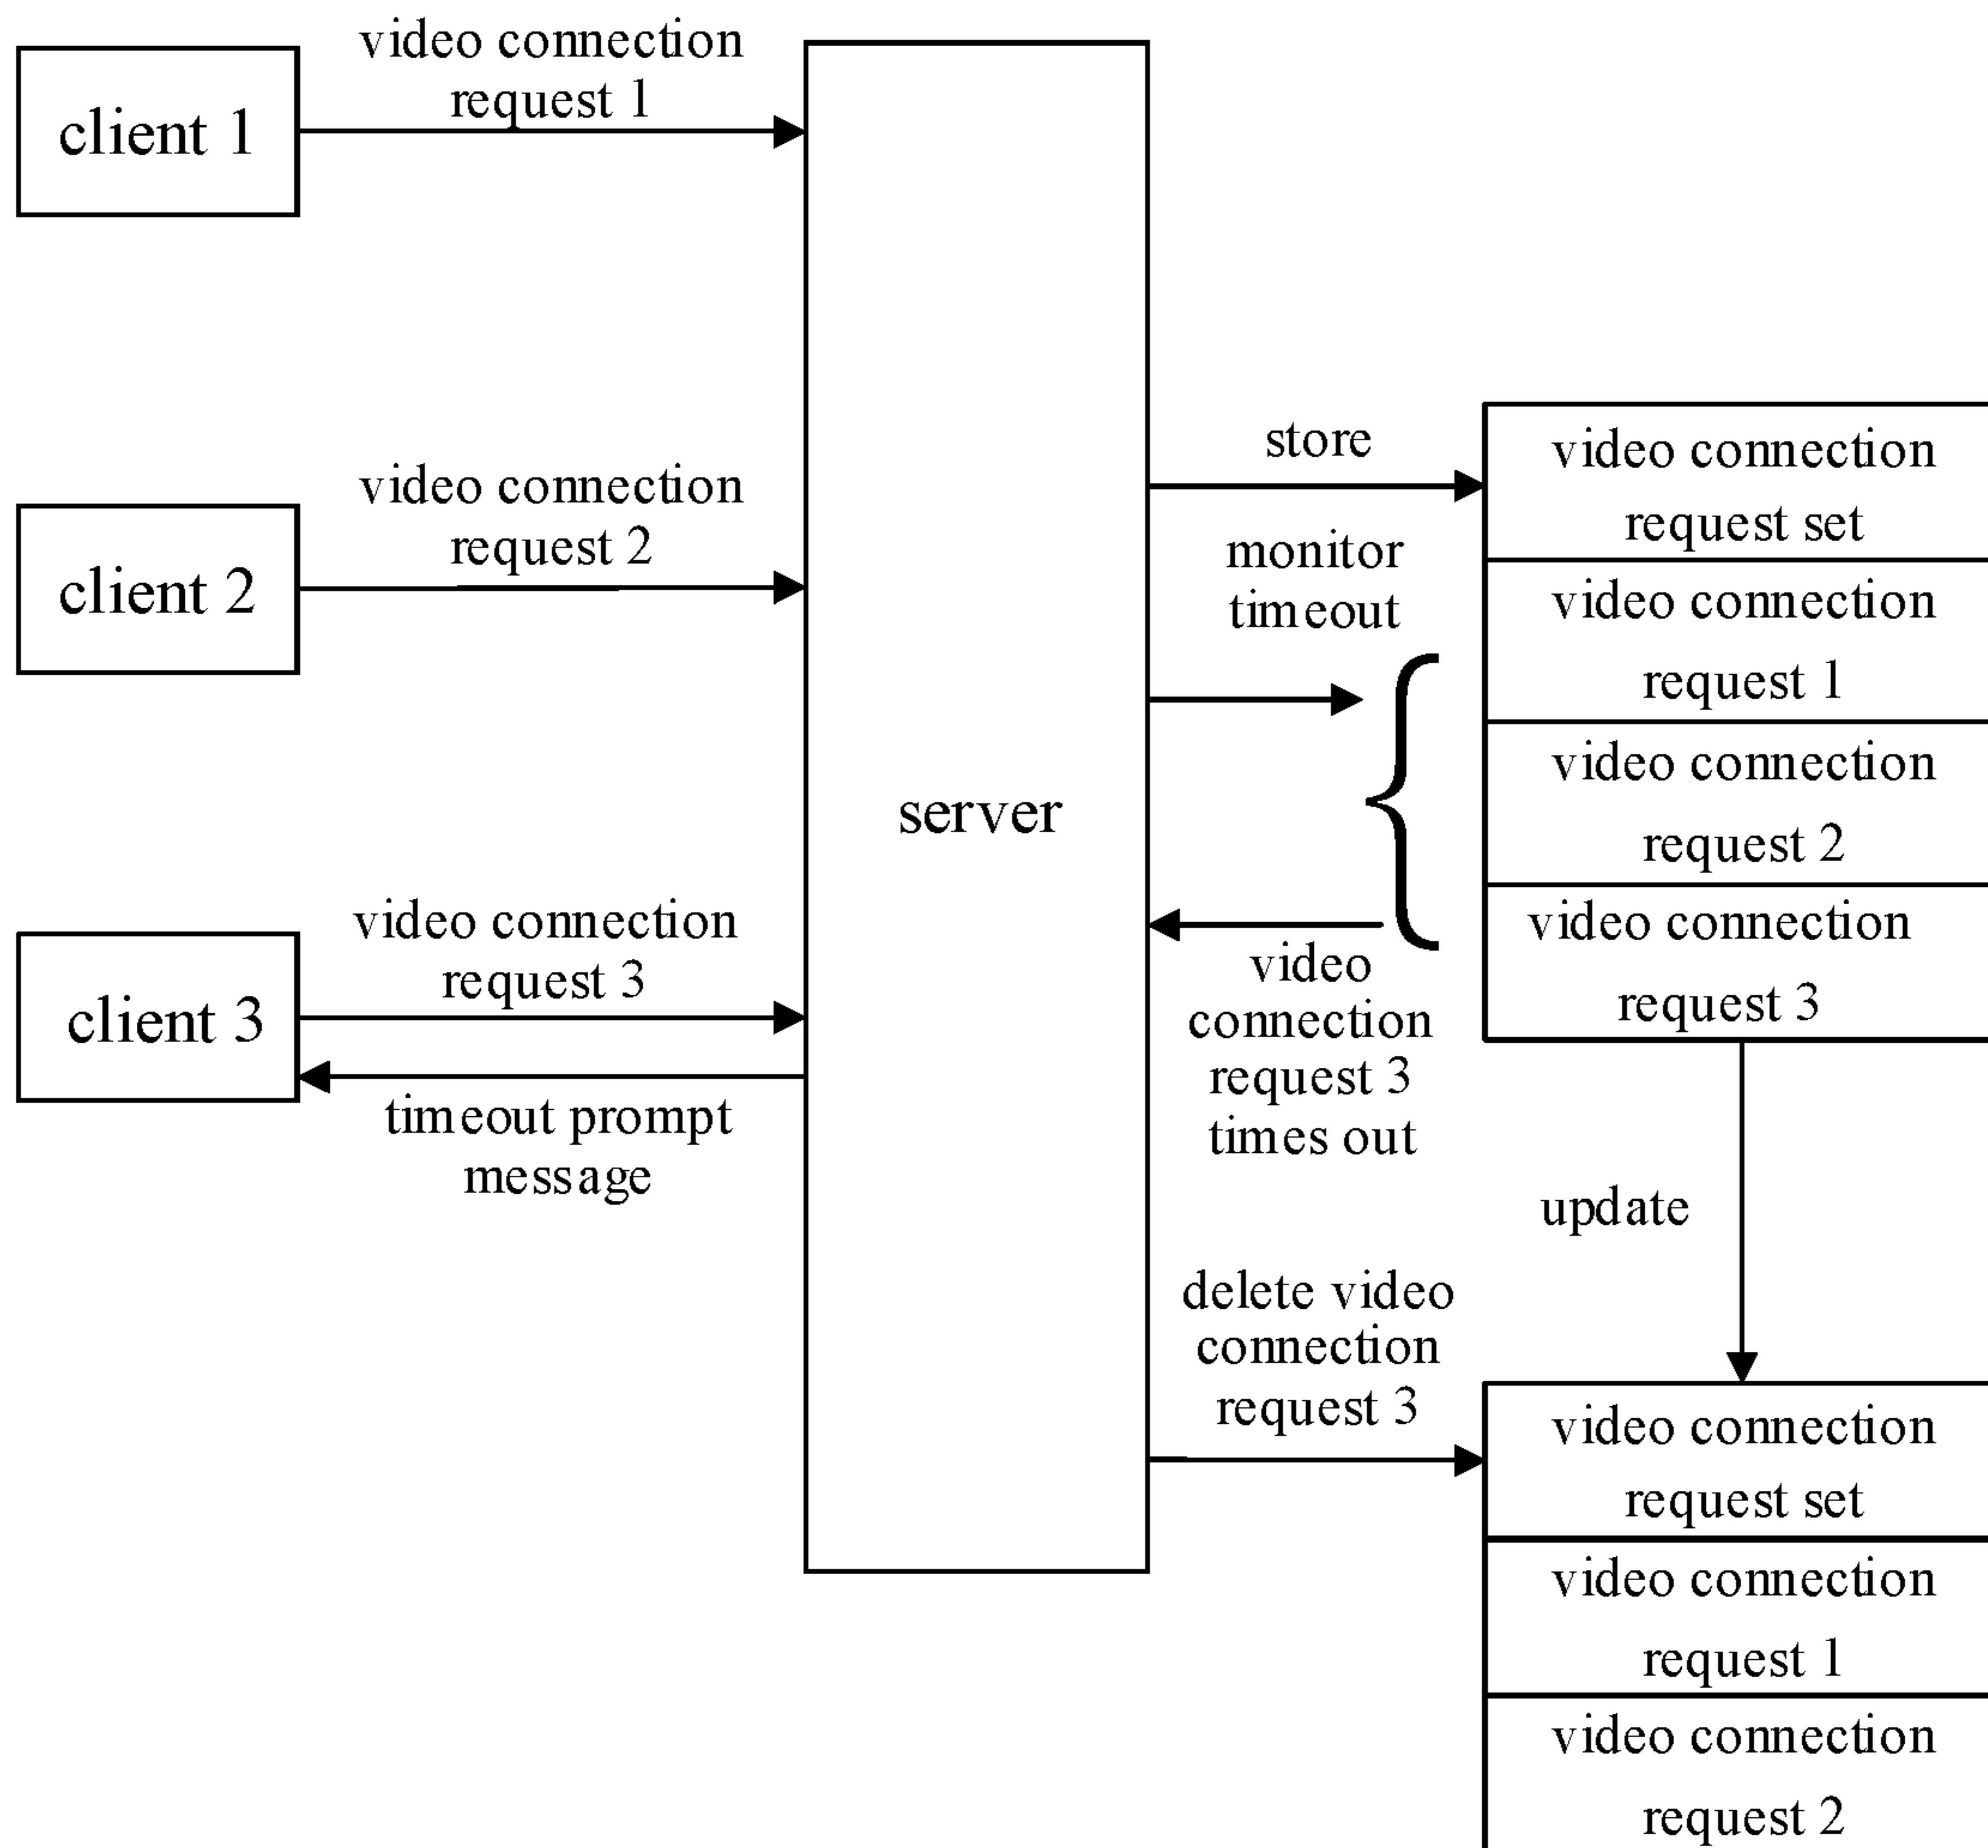 video connection
request 1
client 1
video connection
request 2
client 2
video connection
request 3
client 3
timeout prompt
message
server
store
monitor
timeout
video
connection
request 3
times out
delete video
connection
request 3
video connection
request set
video connection
request 1
video connection
request 2
video connection
request 3
update
video connection
request set
video connection
request 1
video connection
request 2